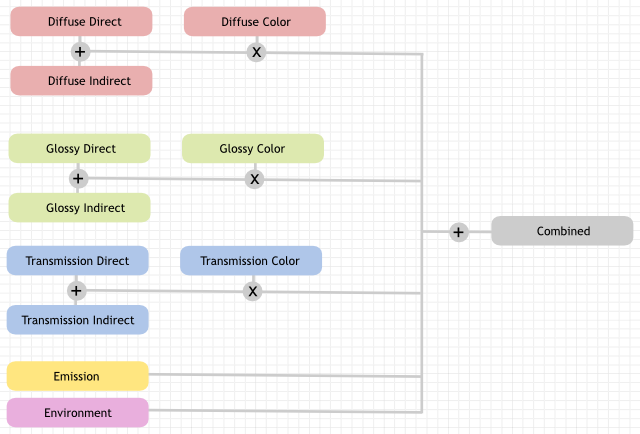 Diffuse Direct
Diffuse Color
+
X
Diffuse Indirect
Glossy Direct
Glossy Color
+
X
Glossy Indirect
+
Combined
Transmission Direct
Transmission Color
+
X
Transmission Indirect
Emission
Environment